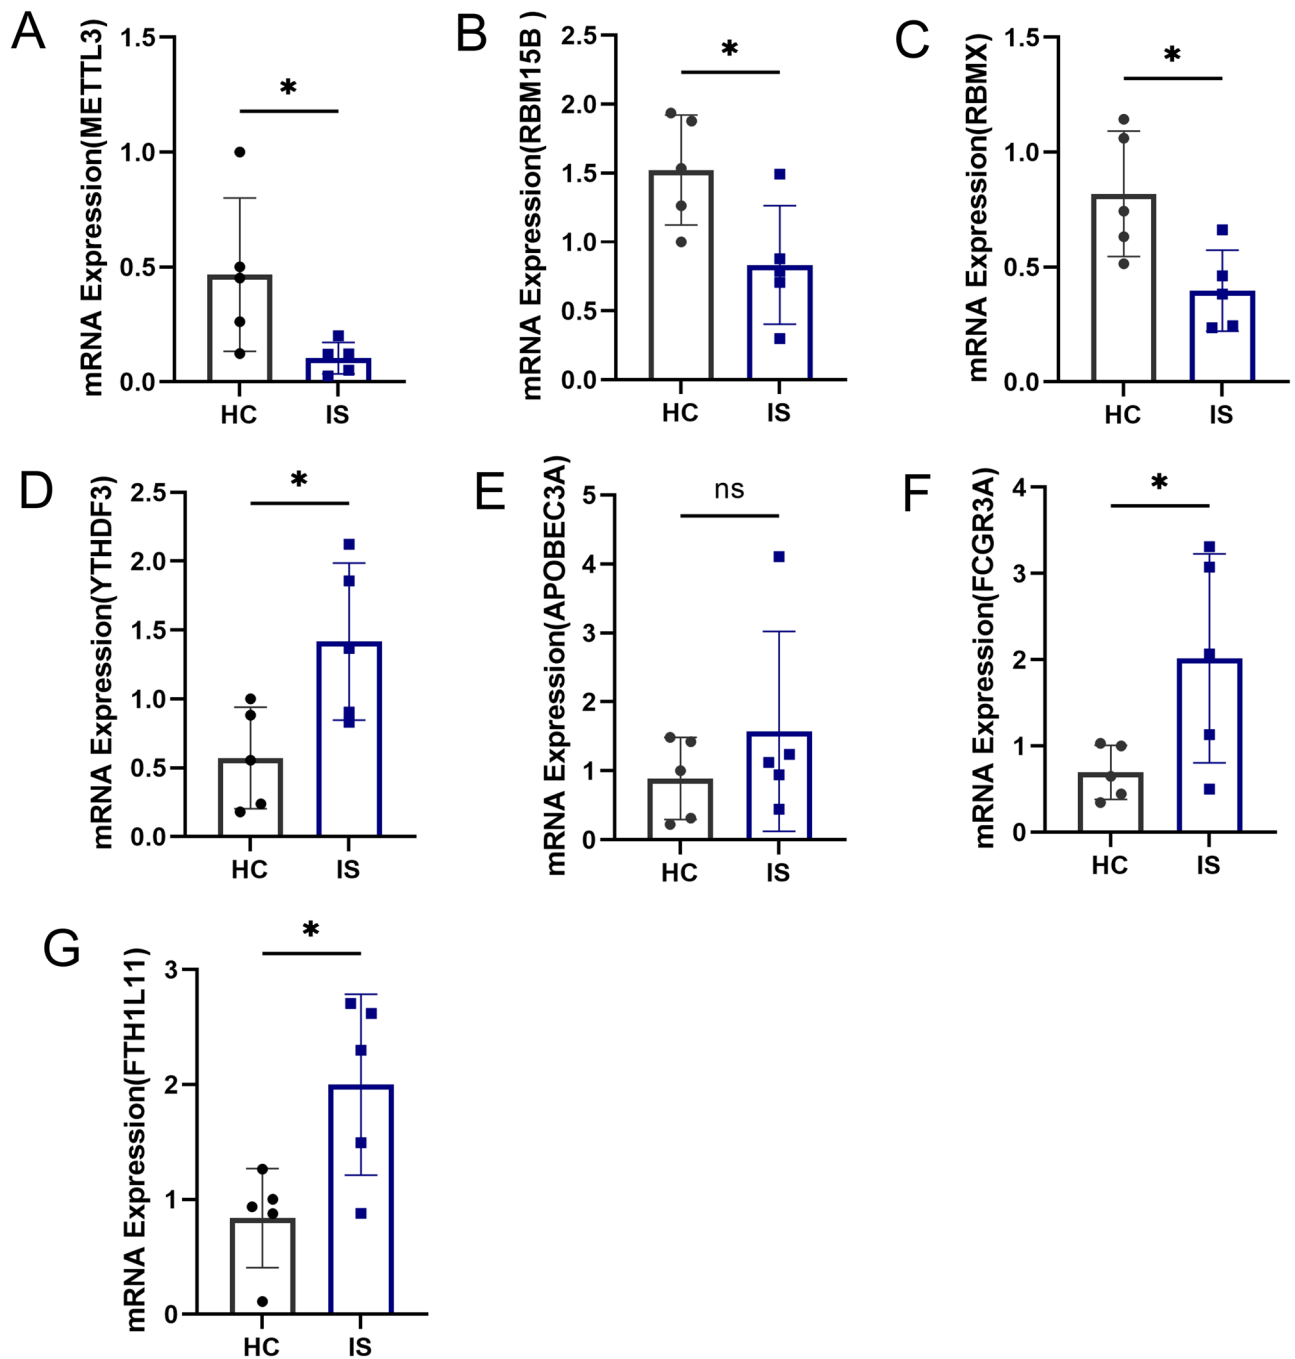 A
mRNA Expression(METTL3)
1.5
1.0
0.5
0.0
*
HC IS
B
mRNA Expression(RBM15B )
2.5
2.0
1.5
1.0
0.5
0.0
*
HC IS
C
mRNA Expression(RBMX)
1.5
1.0
0.5
0.0
*
HC IS
D
mRNA Expression(YTHDF3)
2.5
2.0
1.5
1.0
0.5
0.0
*
HC IS
E
mRNA Expression(APOBEC3A)
5
4
3
2
1
0
ns
HC IS
F
mRNA Expression(FCGR3A)
4
3
2
1
0
*
HC IS
G
mRNA Expression(FTH1L11)
3
2
1
0
*
HC IS